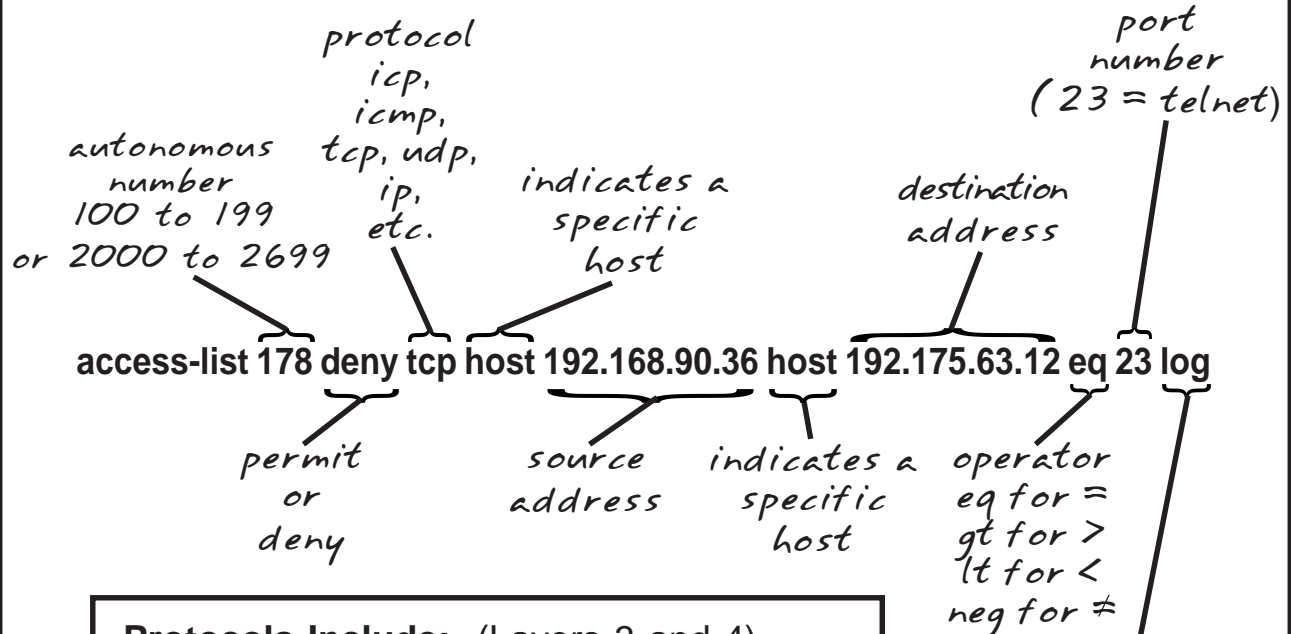 protocol
icp,
icmp,
tcp, udp,
ip,
etc.
port
number
(23 = telnet)
autonomous
number
100 to 199
or 2000 to 2699
indicates a
specific
host
destination
address
access-list 178 deny tcp host 192.168.90.36 host 192.175.63.12 eq 23 log
permit
or
deny
source
address
indicates a
specific
host
operator
eq for =
gt for >
lt for <
neg for ≠
Protocols Include: (Layers 3 and 4)